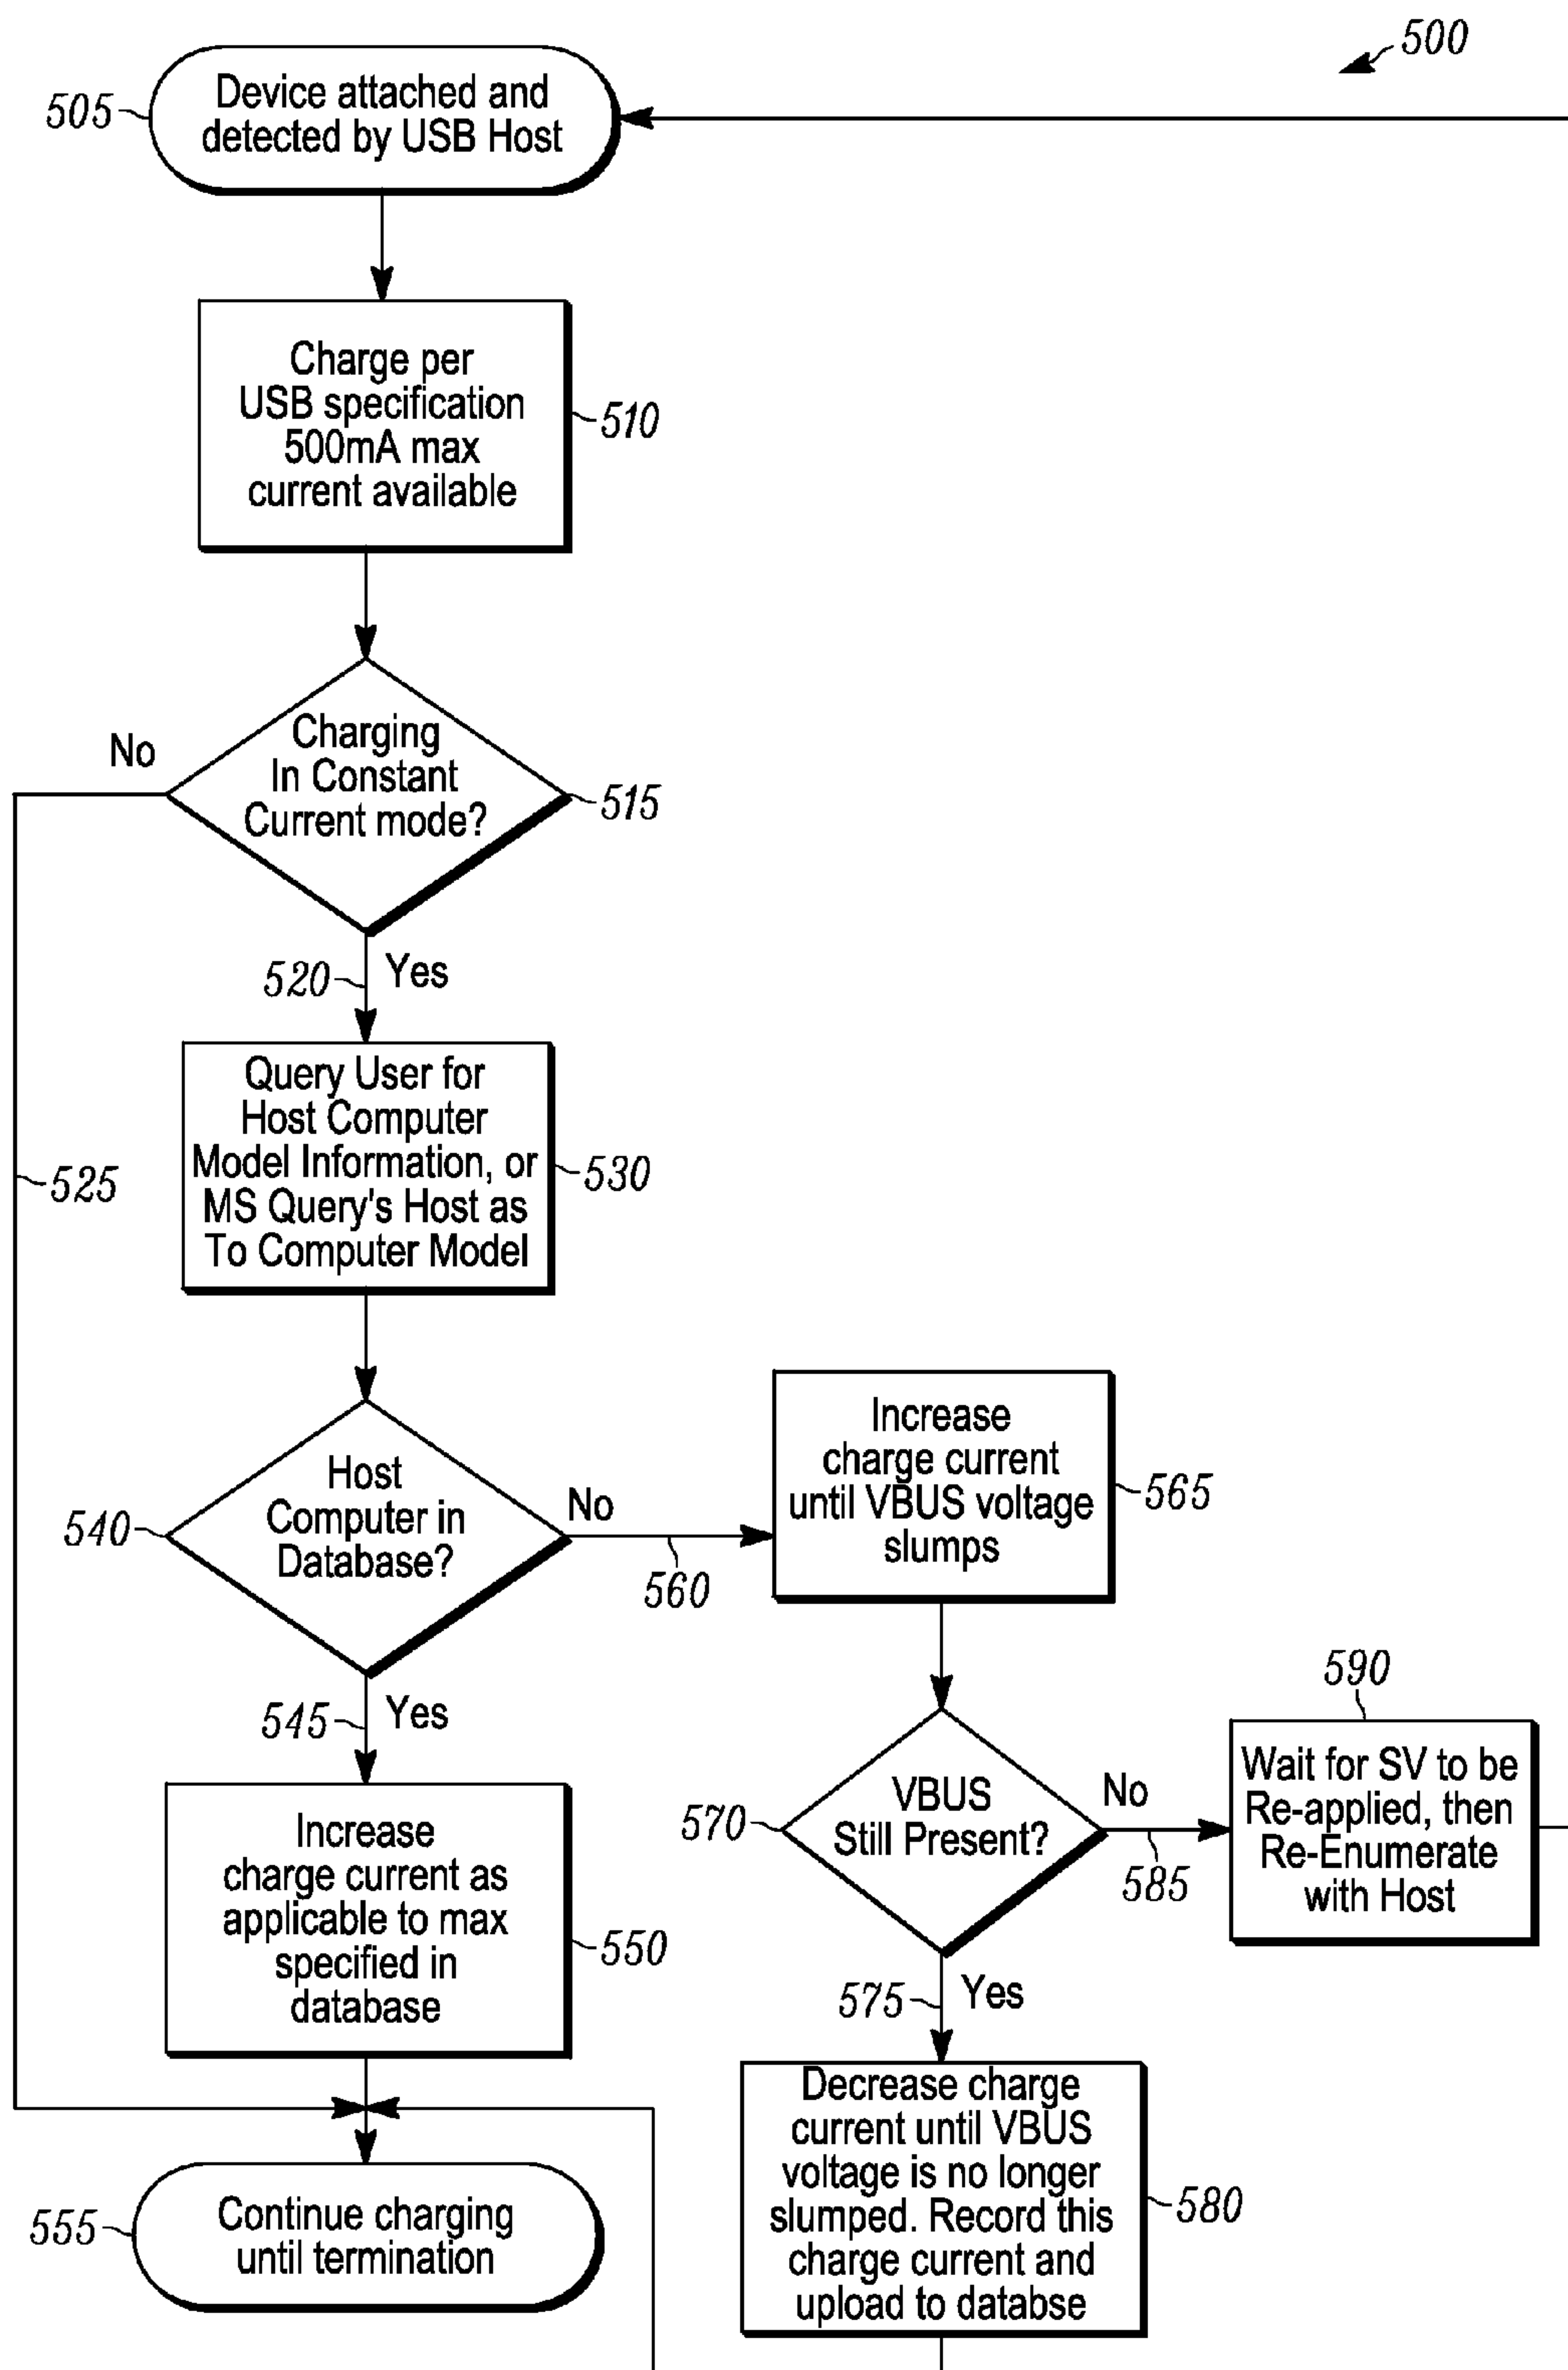 500
505
Device attached and
detected by USB Host
Charge per
USB specification
500mA max
current available
510
No
Charging
In Constant
Current mode?
515
520
Yes
525
Query User for
Host Computer
Model Information, or
MS Query's Host as
To Computer Model
530
540
Host
Computer in
Database?
No
560
Increase
charge current
until VBUS voltage
slumps
565
545
Yes
Increase
charge current as
applicable to max
specified in
database
550
570
VBUS
Still Present?
No
585
590
Wait for SV to be
Re-applied, then
Re-Enumerate
with Host
575
Yes
Decrease charge
current until VBUS
voltage is no longer
slumped. Record this
charge current and
upload to databse
580
555
Continue charging
until termination